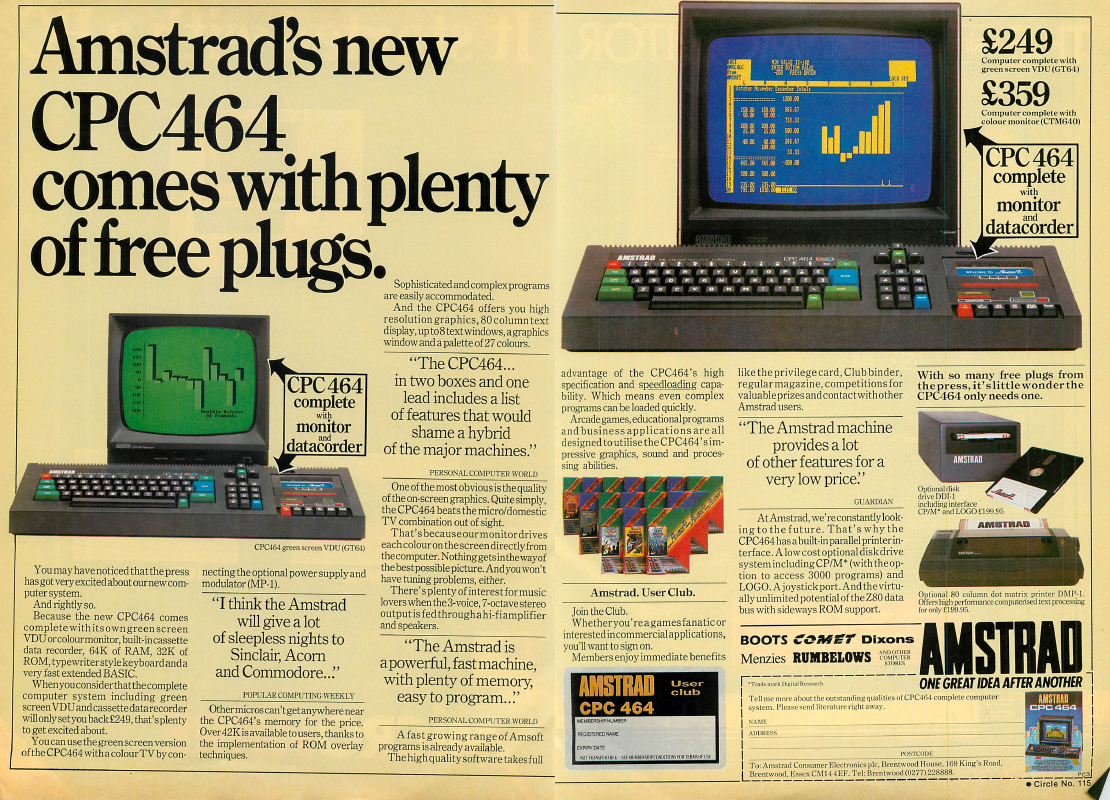 Amstrad's new
CPC464
comes with plenty
of free plugs.
CPC 464
complete
with
monitor
and
datacorder
AMSTRAD
CPC464 green screen VDU (GT64)
You may have noticed that the press
has got very excited about our new com-
puter system.
And rightly so.
Because the new CPC464 comes
complete with its own green screen
VDU or colour monitor, built-in cassette
data recorder, 64K of RAM, 32K of
ROM, typewriter style keyboard and a
very fast extended BASIC.
When you consider that the complete
computer system including green
screen VDU and cassette data recorder
will only set you back £249, that's plenty
to get excited about.
You can use the green screen version
of the CPC464 with a colour TV by con-
necting the optional power supply and
modulator (MP-1).
"I think the Amstrad
will give a lot
of sleepless nights to
Sinclair, Acorn
and Commodore..."
POPULAR COMPUTING WEEKLY
Other micros can't get anywhere near
the CPC464's memory for the price.
Over 42K is available to users, thanks to
the implementation of ROM overlay
techniques.
Sophisticated and complex programs
are easily accommodated.
And the CPC464 offers you high
resolution graphics, 80 column text
display, up to 8 text windows, a graphics
window and a palette of 27 colours.
"The CPC464...
in two boxes and one
lead includes a list
of features that would
shame a hybrid
of the major machines."
PERSONAL COMPUTER WORLD
One of the most obvious is the quality
of the on-screen graphics. Quite simply,
the CPC464 beats the micro/domestic
TV combination out of sight.
That's because our monitor drives
each colour on the screen directly from
the computer. Nothing gets in the way of
the best possible picture. And you won't
have tuning problems, either.
There's plenty of interest for music
lovers when the 3-voice, 7-octave stereo
output is fed through a hi-fi amplifier
and speakers.
"The Amstrad is
a powerful, fast machine,
with plenty of memory,
easy to program..."
PERSONAL COMPUTER WORLD
A fast growing range of Amsoft
programs is already available.
The high quality software takes full
£249
Computer complete with
green screen VDU (GT64)
£359
Computer complete with
colour monitor (CTM640)
CPC 464
complete
with
monitor
and
datacorder
October November December Totals
AMSTRAD
CPC 464
advantage of the CPC464's high
specification and speedloading capa-
bility. Which means even complex
programs can be loaded quickly.
Arcade games, educational programs
and business applications are all
designed to utilise the CPC464's im-
pressive graphics, sound and proces-
sing abilities.
Amstrad. User Club.
Join the Club.
Whether you're a games fanatic or
interested in commercial applications,
you'll want to sign on.
Members enjoy immediate benefits
AMSTRAD User
club
CPC 464
MEMBERSHIP NUMBER
REGISTERED NAME
EXPIRY DATE
like the privilege card, Club binder,
regular magazine, competitions for
valuable prizes and contact with other
Amstrad users.
"The Amstrad machine
provides a lot
of other features for a
very low price."
GUARDIAN
At Amstrad, we're constantly look-
ing to the future. That's why the
CPC464 has a built-in parallel printer in-
terface. A low cost optional disk drive
system including CP/M* (with the op-
tion to access 3000 programs) and
LOGO. A joystick port. And the virtu-
ally unlimited potential of the Z80 data
bus with sideways ROM support.
With so many free plugs from
the press, it's little wonder the
CPC464 only needs one.
AMSTRAD
Optional disk
drive DDI-1
including interface
CP/M* and LOGO £199.95
AMSTRAD
Optional 80 column dot matrix printer DMP-1.
Offers high performance computerised text processing
for only £199.95.
BOOTS COMET Dixons
Menzies RUMBELOWS AND OTHER
COMPUTER
STORES
AMSTRAD
ONE GREAT IDEA AFTER ANOTHER
*Trade mark Digital Research
Tell me more about the outstanding qualities of CPC464 complete computer
system. Please send literature right away.
NAME
ADDRESS
POSTCODE
To: Amstrad Consumer Electronics plc, Brentwood House, 169 King's Road,
Brentwood, Essex CM14 4EF. Tel: Brentwood (0277) 228888.
AMSTRAD
CPC 464
PC3
• Circle No. 115